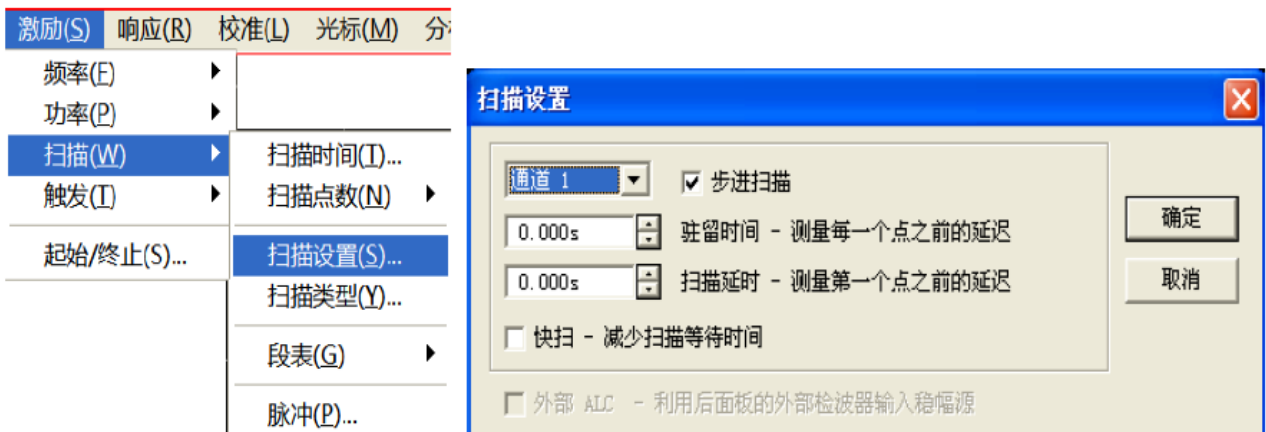 激励(S) 响应(R) 校准(L) 光标(M)
频率(F)
功率(P)
扫描(W)
触发(T)
起始/终止(S)...
扫描时间(T)...
扫描点数(N)
扫描设置(S)...
扫描类型(Y)...
段表(G)
脉冲(P)...
扫描设置
通道 1
步进扫描
0.000s 驻留时间 - 测量每一个点之前的延迟
0.000s 扫描延时 - 测量第一个点之前的延迟
快扫 - 减少扫描等待时间
外部 ALC - 利用后面板的外部检波器输入稳幅源
确定
取消